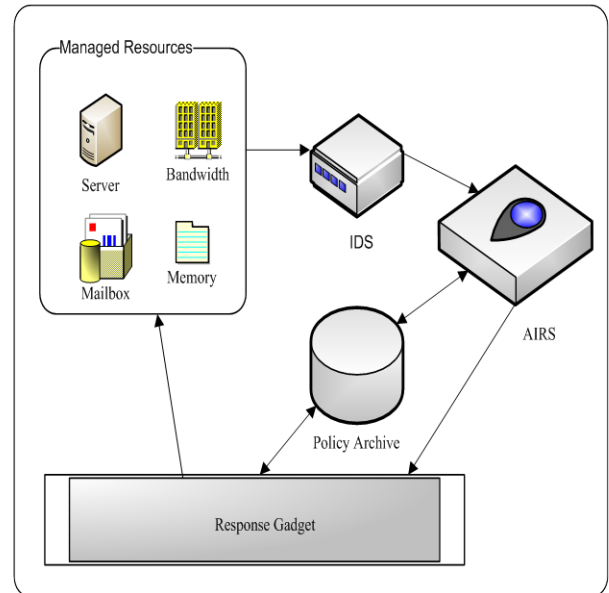 Managed Resources
Server
Bandwidth
Mailbox
Memory
IDS
AIRS
Policy Archive
Response Gadget